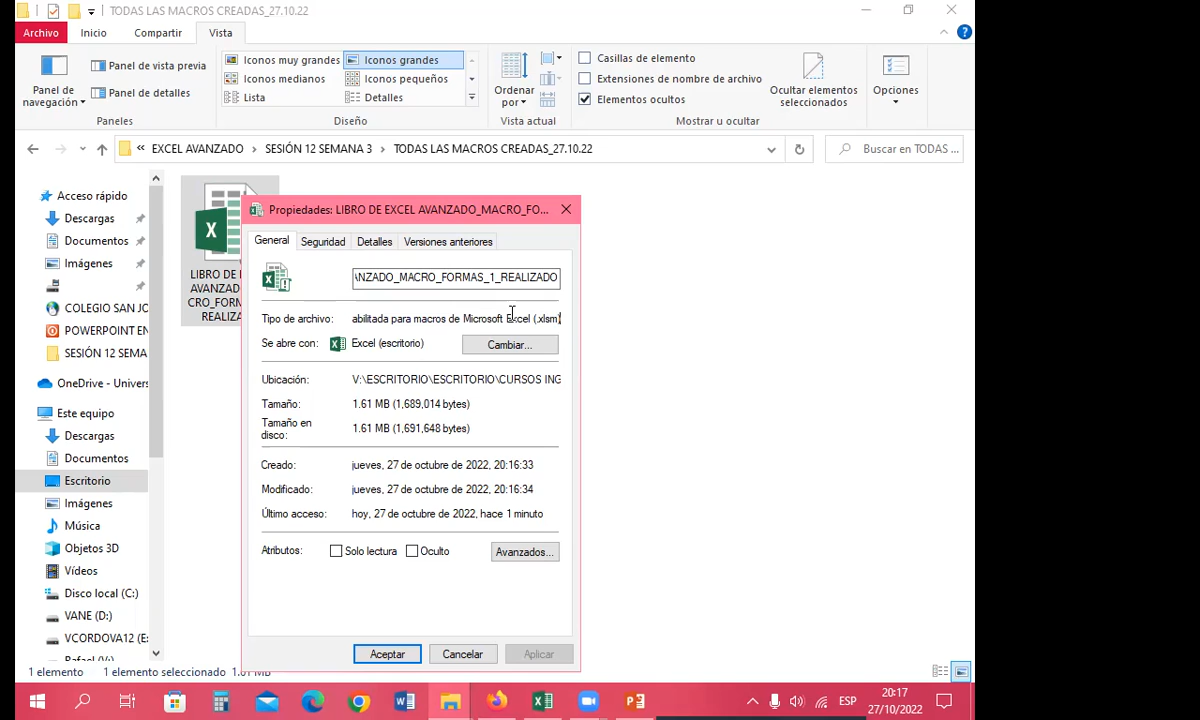 TODAS LAS MACROS CREADAS_27.10.22
Archivo Inicio Compartir Vista
Panel de navegación
Panel de vista previa
Panel de detalles
Paneles
Iconos muy grandes Iconos grandes
Iconos medianos Iconos pequeños
Lista Detalles
Diseño
Ordenar por
Vista actual
Casillas de elemento
Extensiones de nombre de archivo
Elementos ocultos
Ocultar elementos seleccionados
Mostrar u ocultar
Opciones
« EXCEL AVANZADO > SESIÓN 12 SEMANA 3 > TODAS LAS MACROS CREADAS_27.10.22
Buscar en TODAS ...
Acceso rápido
Descargas
Documentos
Imágenes
COLEGIO SAN JO
POWERPOINT EN
SESIÓN 12 SEMA
OneDrive - Univers
Este equipo
Descargas
Documentos
Escritorio
Imágenes
Música
Objetos 3D
Vídeos
Disco local (C:)
VANE (D:)
VCORDOVA12 (E:
LIBRO DE E
AVANZAD
CRO_FORM
REALIZA
Propiedades: LIBRO DE EXCEL AVANZADO_MACRO_FO...
General Seguridad Detalles Versiones anteriores
NZADO_MACRO_FORMAS_1_REALIZADO
Tipo de archivo: abilitada para macros de Microsoft Excel (.xlsm)
Se abre con: Excel (escritorio) Cambiar...
Ubicación: V:\ESCRITORIO\ESCRITORIO\CURSOS ING
Tamaño: 1.61 MB (1,689,014 bytes)
Tamaño en disco: 1.61 MB (1,691,648 bytes)
Creado: jueves, 27 de octubre de 2022, 20:16:33
Modificado: jueves, 27 de octubre de 2022, 20:16:34
Último acceso: hoy, 27 de octubre de 2022, hace 1 minuto
Atributos: Solo lectura Oculto Avanzados...
Aceptar Cancelar Aplicar
1 elemento 1 elemento seleccionado 1.61 MB
ESP
20:17
27/10/2022